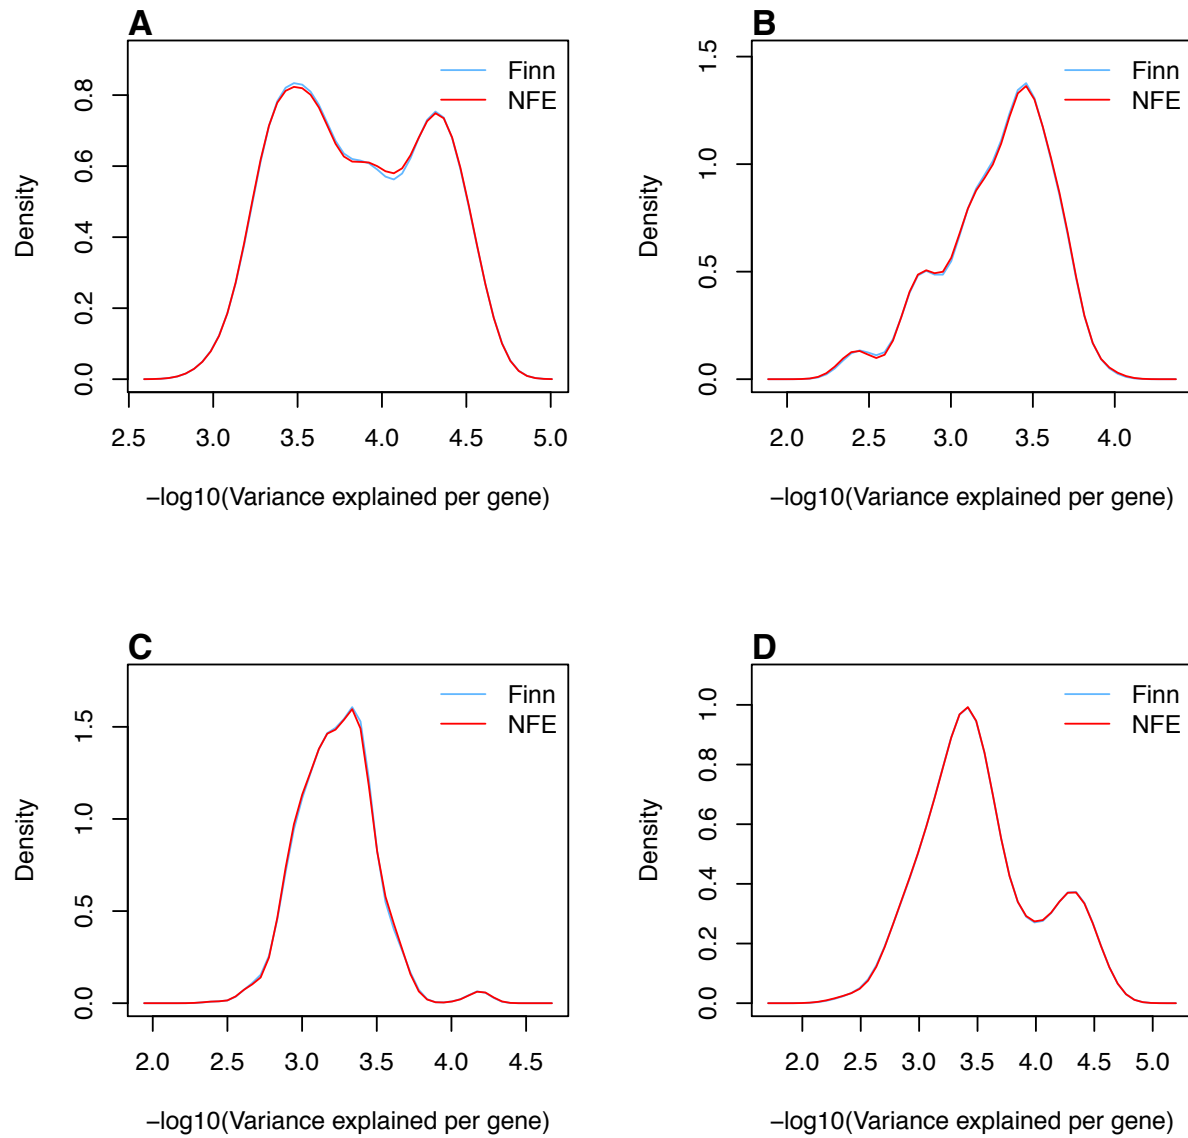 A
Finn
NFE
Density
0.0 0.2 0.4 0.6 0.8
2.5 3.0 3.5 4.0 4.5 5.0
−log10(Variance explained per gene)
B
Finn
NFE
Density
0.0 0.5 1.0 1.5
2.0 2.5 3.0 3.5 4.0
−log10(Variance explained per gene)
C
Finn
NFE
Density
0.0 0.5 1.0 1.5
2.0 2.5 3.0 3.5 4.0 4.5
−log10(Variance explained per gene)
D
Finn
NFE
Density
0.0 0.2 0.4 0.6 0.8 1.0
2.0 2.5 3.0 3.5 4.0 4.5 5.0
−log10(Variance explained per gene)